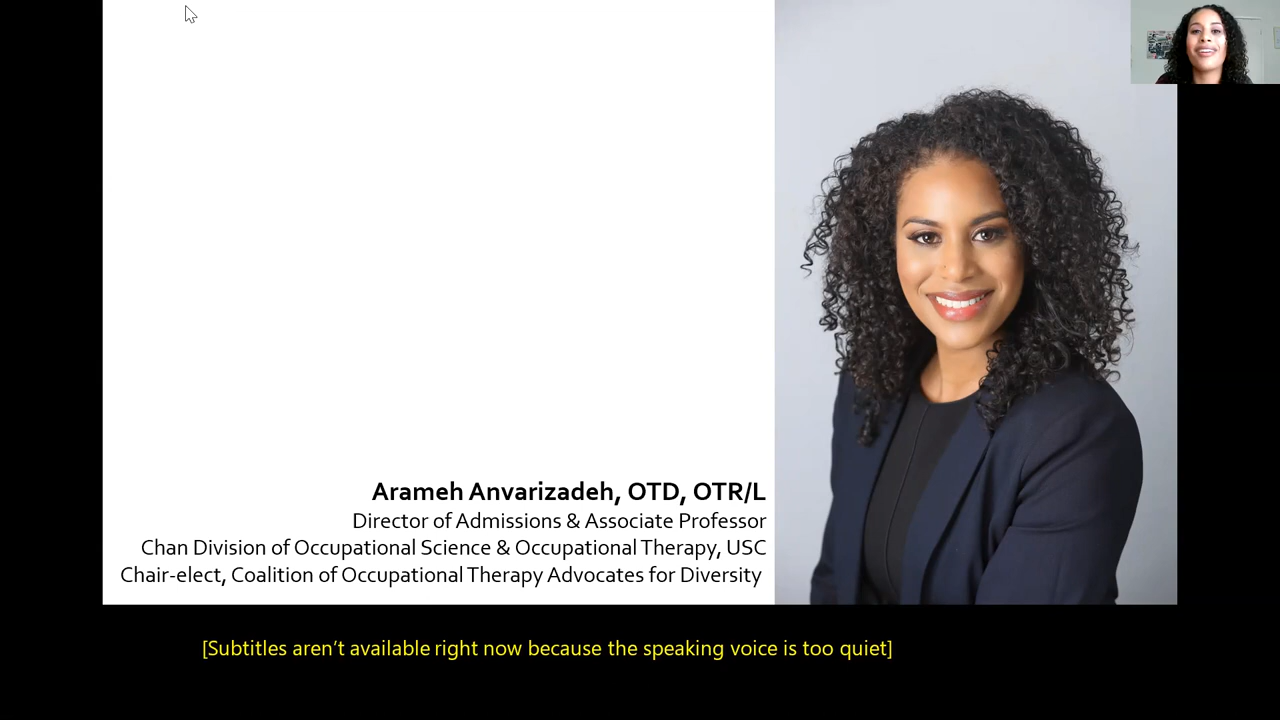 Arameh Anvarizadeh, OTD, OTR/L
Director of Admissions & Associate Professor
Chan Division of Occupational Science & Occupational Therapy, USC
Chair-elect, Coalition of Occupational Therapy Advocates for Diversity
[Subtitles aren’t available right now because the speaking voice is too quiet]